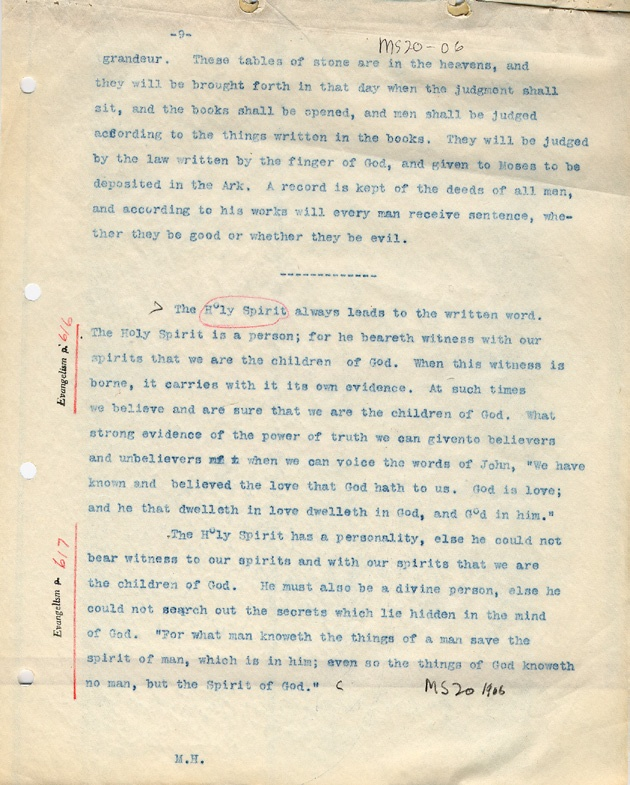 -9-
MS20-06
grandeur. These tables of stone are in the heavens, and
they will be brought forth in that day when the judgment shall
sit, and the books shall be opened, and men shall be judged
according to the things written in the books. They will be judged
by the law written by the finger of God, and given to Moses to be
deposited in the Ark. A record is kept of the deeds of all men,
and according to his works will every man receive sentence, whe-
ther they be good or whether they be evil.
-------------
> The Holy Spirit always leads to the written word.
The Holy Spirit is a person; for he beareth witness with our
spirits that we are the children of God. When this witness is
borne, it carries with it its own evidence. At such times
we believe and are sure that we are the children of God. What
strong evidence of the power of truth we can givento believers
and unbelievers when we can voice the words of John, "We have
known and believed the love that God hath to us. God is love;
and he that dwelleth in love dwelleth in God, and God in him."
Evangelism p. 616
.The Holy Spirit has a personality, else he could not
bear witness to our spirits and with our spirits that we are
the children of God. He must also be a divine person, else he
could not search out the secrets which lie hidden in the mind
of God. "For what man knoweth the things of a man save the
spirit of man, which is in him; even so the things of God knoweth
no man, but the Spirit of God."
Evangelism p. 617
MS20 1906
M.H.